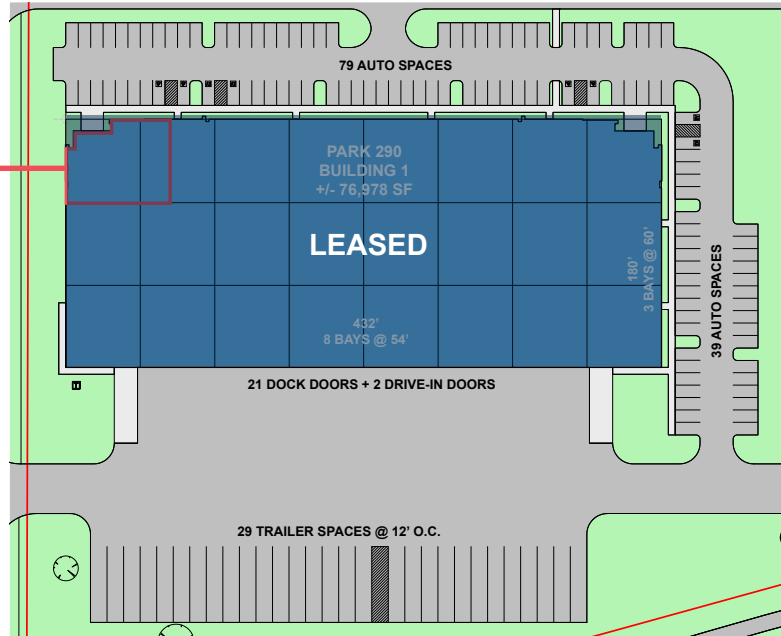 79 AUTO SPACES
PARK 290
BUILDING 1
+/- 76,978 SF
LEASED
180'
3 BAYS @ 60'
39 AUTO SPACES
432'
8 BAYS @ 54'
21 DOCK DOORS + 2 DRIVE-IN DOORS
29 TRAILER SPACES @ 12' O.C.